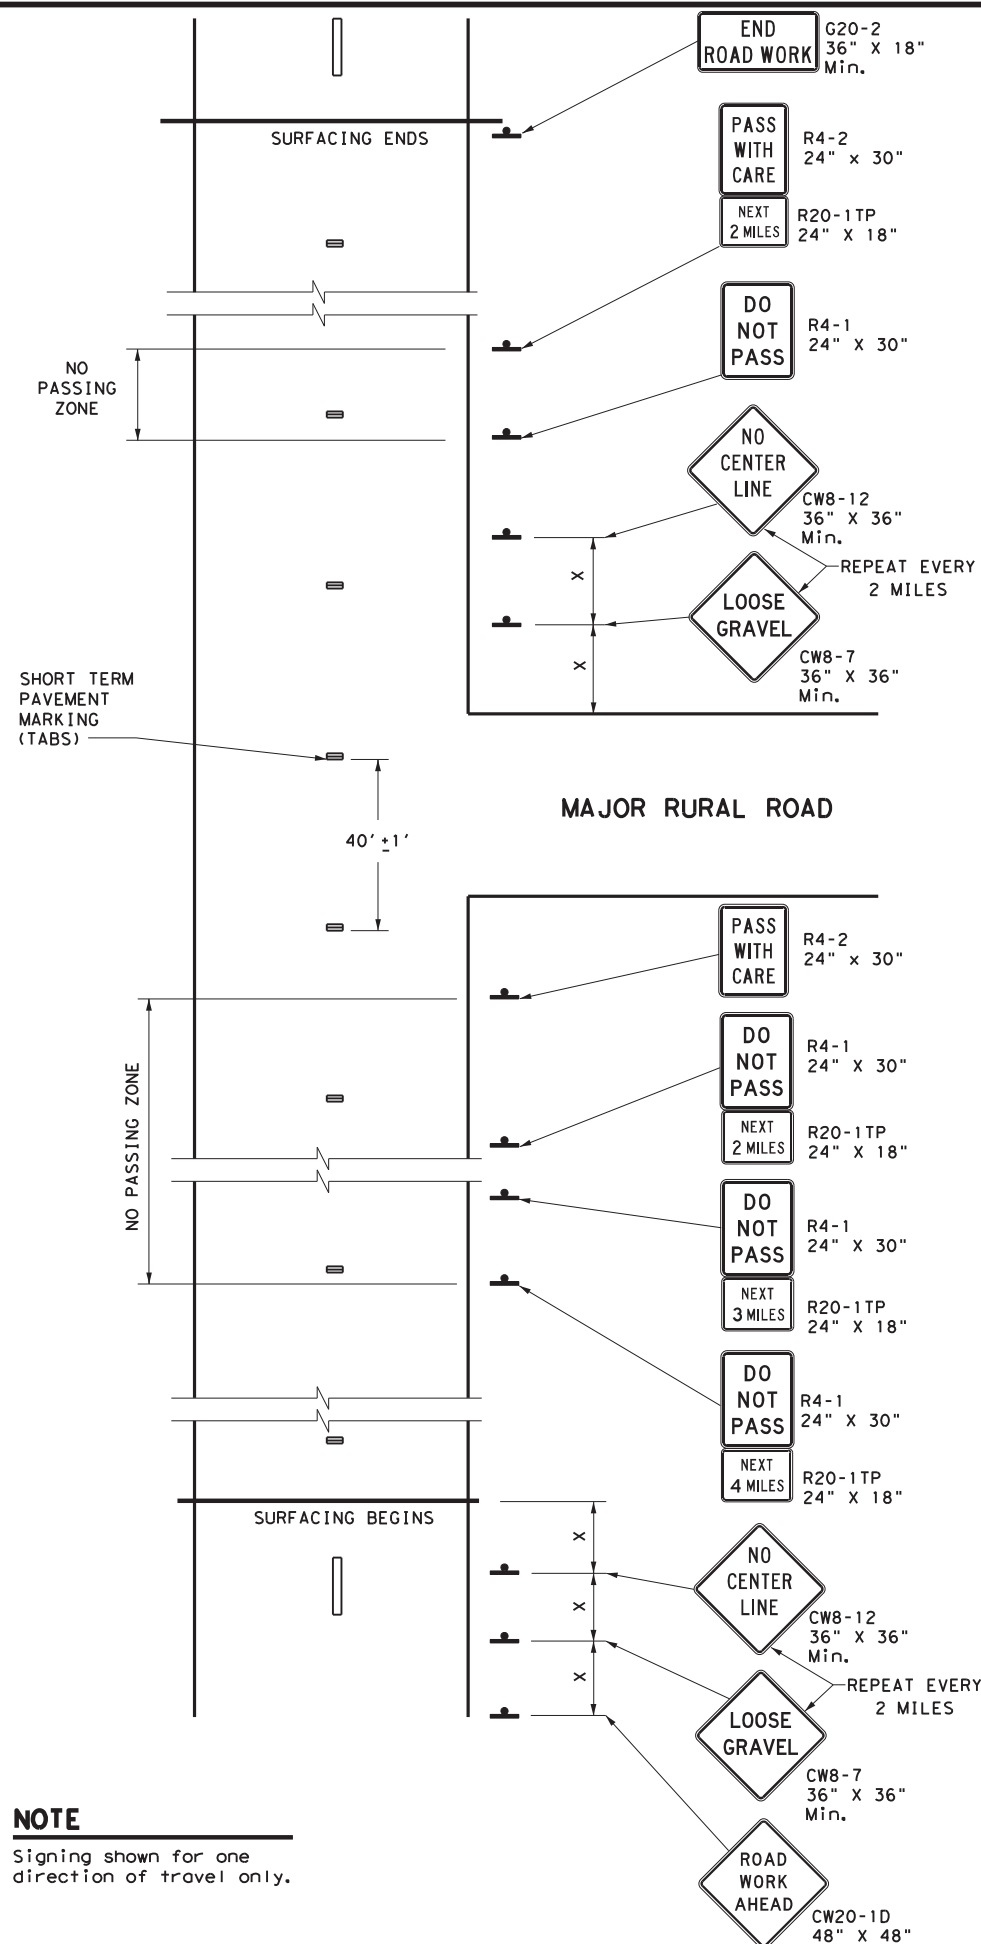 END
ROAD WORK
G20-2
36" X 18"
Min.
SURFACING ENDS
PASS
WITH
CARE
R4-2
24" x 30"
NEXT
2 MILES
R20-1TP
24" X 18"
DO
NOT
PASS
R4-1
24" X 30"
NO
PASSING
ZONE
NO
CENTER
LINE
CW8-12
36" X 36"
Min.
REPEAT EVERY
2 MILES
X
LOOSE
GRAVEL
CW8-7
36" X 36"
Min.
X
SHORT TERM
PAVEMENT
MARKING
(TABS)
MAJOR RURAL ROAD
40' ±1'
PASS
WITH
CARE
R4-2
24" x 30"
DO
NOT
PASS
R4-1
24" X 30"
NEXT
2 MILES
R20-1TP
24" X 18"
NO PASSING ZONE
DO
NOT
PASS
R4-1
24" X 30"
NEXT
3 MILES
R20-1TP
24" X 18"
DO
NOT
PASS
R4-1
24" X 30"
NEXT
4 MILES
R20-1TP
24" X 18"
SURFACING BEGINS
X
NO
CENTER
LINE
CW8-12
36" X 36"
Min.
X
REPEAT EVERY
2 MILES
X
LOOSE
GRAVEL
CW8-7
36" X 36"
Min.
NOTE
Signing shown for one
direction of travel only.
ROAD
WORK
AHEAD
CW20-1D
48" X 48"